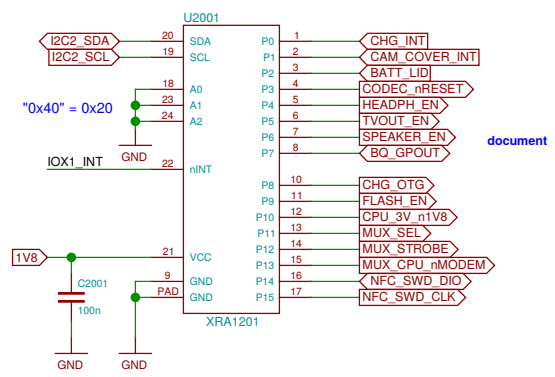 U2001
I2C2_SDA 20 SDA P0 1 CHG_INT
I2C2_SCL 19 SCL P1 2 CAM_COVER_INT
P2 3 BATT_LID
18 A0 P3 4 CODEC_nRESET
"0x40" = 0x20 23 A1 P4 5 HEADPH_EN
24 A2 P5 6 TVOUT_EN
P6 7 SPEAKER_EN document
GND P7 8 BQ_GPOUT
IOX1_INT 22 nINT
P8 10 CHG_OTG
P9 11 FLASH_EN
P10 12 CPU_3V_n1V8
P11 13 MUX_SEL
1V8 21 VCC P12 14 MUX_STROBE
P13 15 MUX_CPU_nMODEM
C2001 9 GND P14 16 NFC_SWD_DIO
100n PAD GND P15 17 NFC_SWD_CLK
XRA1201
GND GND